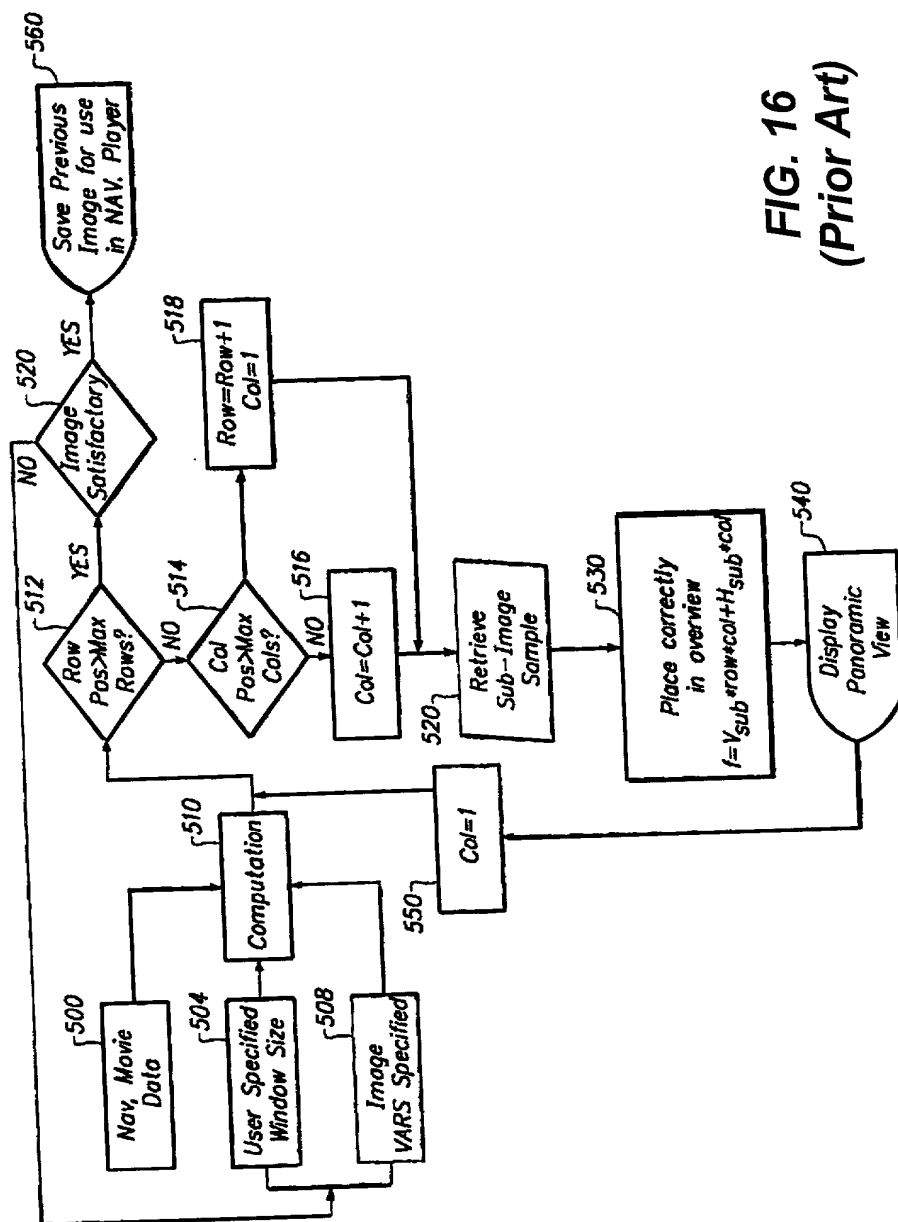 500
Nav, Movie
Data
504
User Specified
Window Size
508
Image
VARS Specified
510
Computation
512
Row
Pos>Max
Rows?
YES
NO
520
Image
Satisfactory
NO
YES
560
Save Previous
Image for use
in NAV. Player
514
Col
Pos>Max
Cols?
NO
518
Row=Row+1
Col=1
516
Col=Col+1
520
Retrieve
Sub-Image
Sample
530
Place correctly
in overview
f=Vsub*row*col+Hsub*col
540
Display
Panoramic
View
550
Col=1
FIG. 16
(Prior Art)